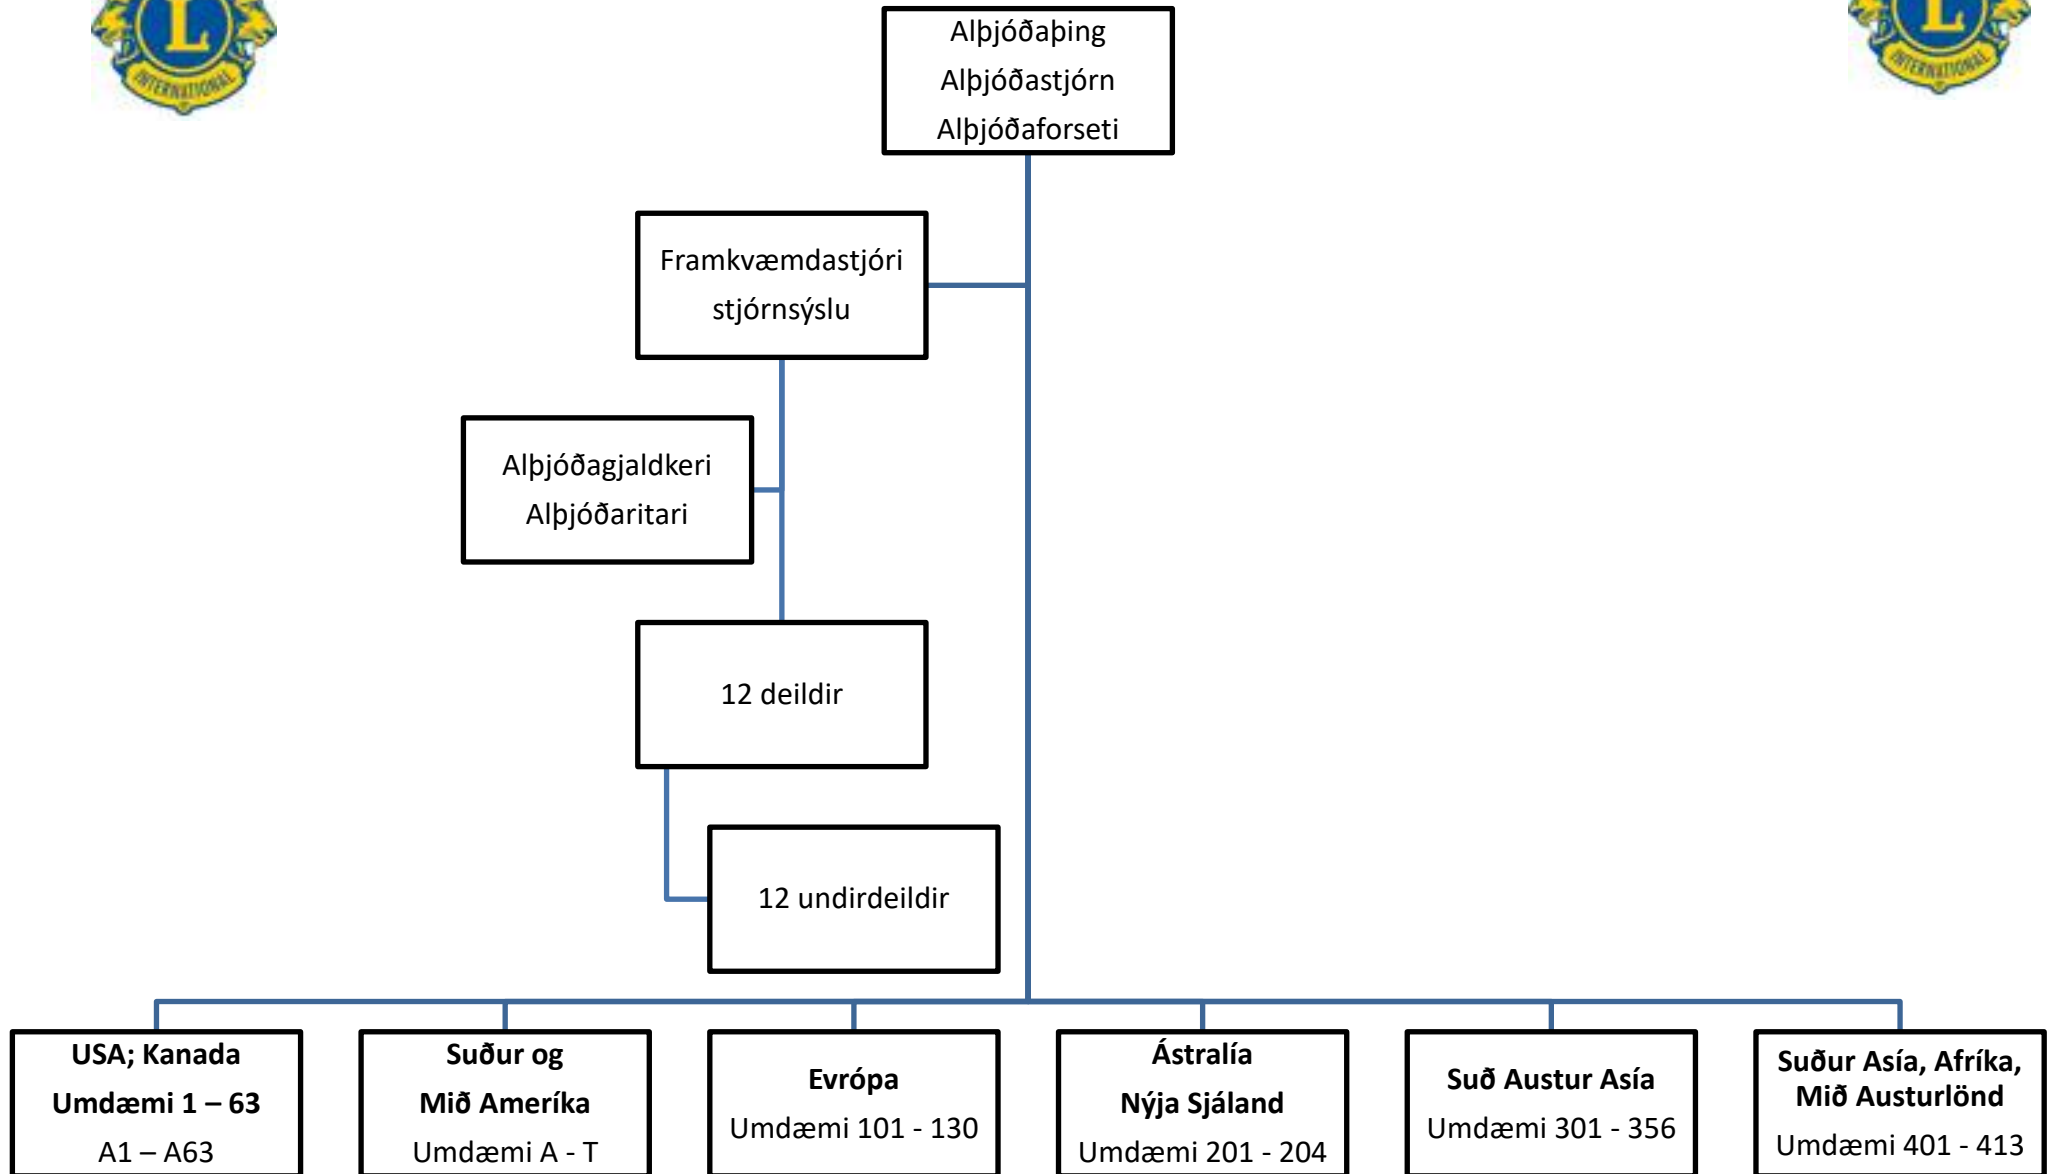 L
INTERNATIONAL
L
INTERNATIONAL
Alþjóðaþing
Alþjóðastjórn
Alþjóðaforseti
Framkvæmdastjóri
stjórnsýslu
Alþjóðagjaldkeri
Alþjóðaritari
12 deildir
12 undirdeildir
USA; Kanada
Umdæmi 1 – 63
A1 – A63
Suður og
Mið Ameríka
Umdæmi A - T
Evrópa
Umdæmi 101 - 130
Ástralía
Nýja Sjáland
Umdæmi 201 - 204
Suð Austur Asía
Umdæmi 301 - 356
Suður Asía, Afríka,
Mið Austurlönd
Umdæmi 401 - 413